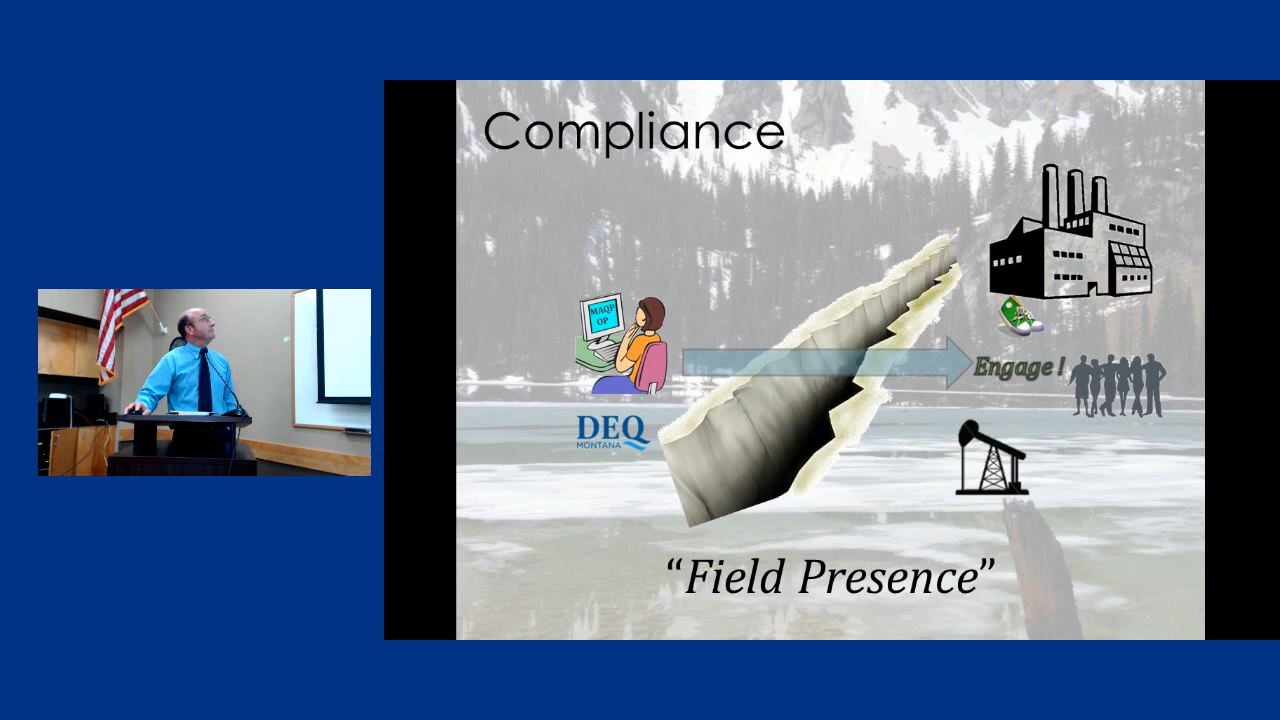 Compliance
MAQP
OP
Engage !
DEQ
MONTANA
“Field Presence”